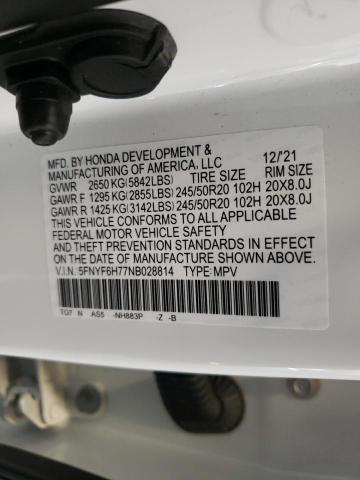 MFD. BY HONDA DEVELOPMENT &
MANUFACTURING OF AMERICA, LLC 12/'21
GVWR 2650 KG(5842LBS) TIRE SIZE RIM SIZE
GAWR F 1295 KG(2855LBS) 245/50R20 102H 20X8.0J
GAWR R 1425 KG(3142LBS) 245/50R20 102H 20X8.0J
THIS VEHICLE CONFORMS TO ALL APPLICABLE
FEDERAL MOTOR VEHICLE SAFETY
AND THEFT PREVENTION STANDARDS IN EFFECT
ON THE DATE OF MANUFACTURE SHOWN ABOVE.
V.I.N. 5FNYF6H77NB028814 TYPE: MPV
TG7 N AS5 -NH883P -Z -B